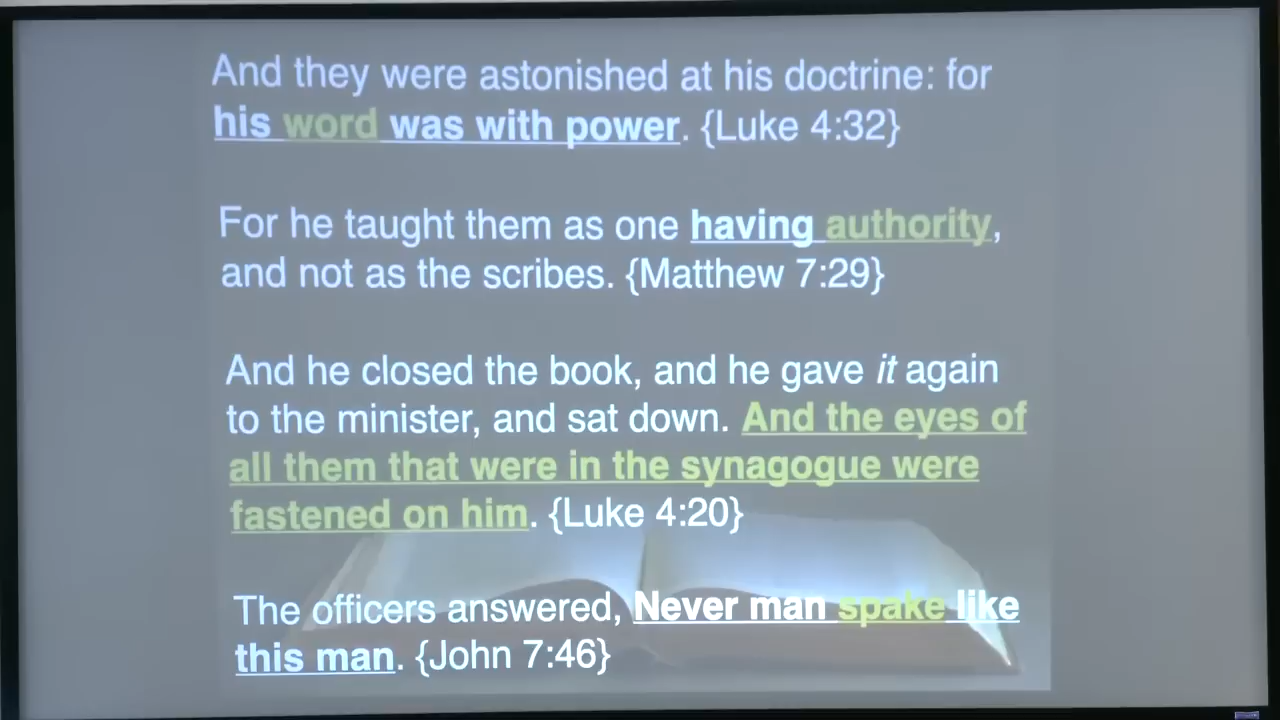 And they were astonished at his doctrine: for
his word was with power. {Luke 4:32}
For he taught them as one having authority,
and not as the scribes. {Matthew 7:29}
And he closed the book, and he gave it again
to the minister, and sat down. And the eyes of
all them that were in the synagogue were
fastened on him. {Luke 4:20}
The officers answered, Never man spake like
this man. {John 7:46}